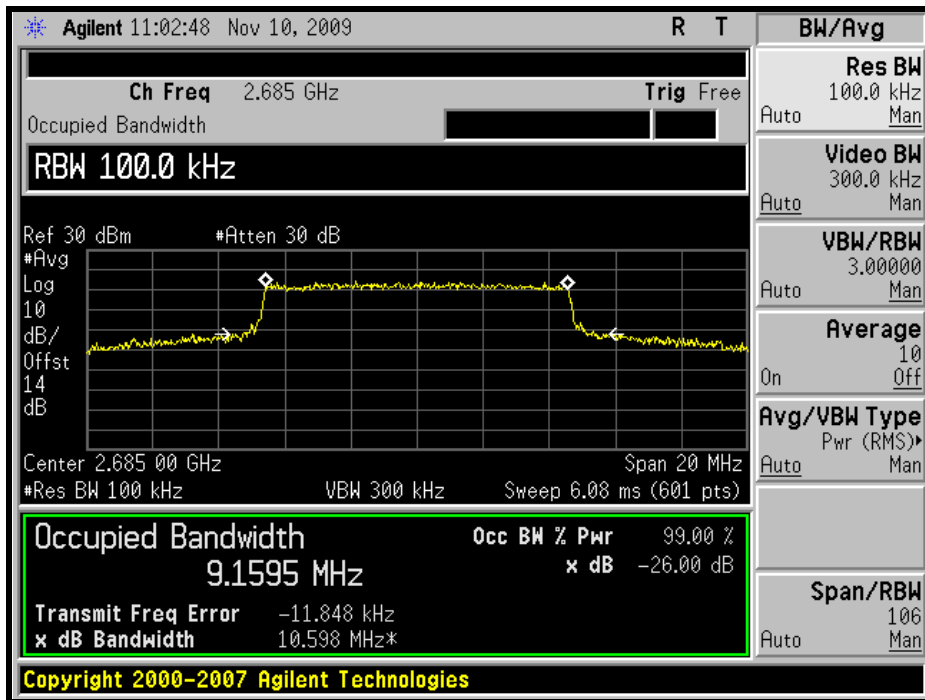 Agilent 11:02:48 Nov 10, 2009 R T
Ch Freq 2.685 GHz Trig Free
Occupied Bandwidth
RBW 100.0 kHz
Ref 30 dBm #Atten 30 dB
#Avg
Log
10
dB/
Offst
14
dB
Center 2.685 00 GHz Span 20 MHz
#Res BW 100 kHz VBW 300 kHz Sweep 6.08 ms (601 pts)
Occupied Bandwidth Occ BW % Pwr 99.00 %
9.1595 MHz x dB -26.00 dB
Transmit Freq Error -11.848 kHz
x dB Bandwidth 10.598 MHz*
Copyright 2000-2007 Agilent Technologies
BW/Avg
Res BW
100.0 kHz
Auto Man
Video BW
300.0 kHz
Auto Man
VBW/RBW
3.00000
Auto Man
Average
10
On Off
Avg/VBW Type
Pwr (RMS)▸
Auto Man
Span/RBW
106
Auto Man